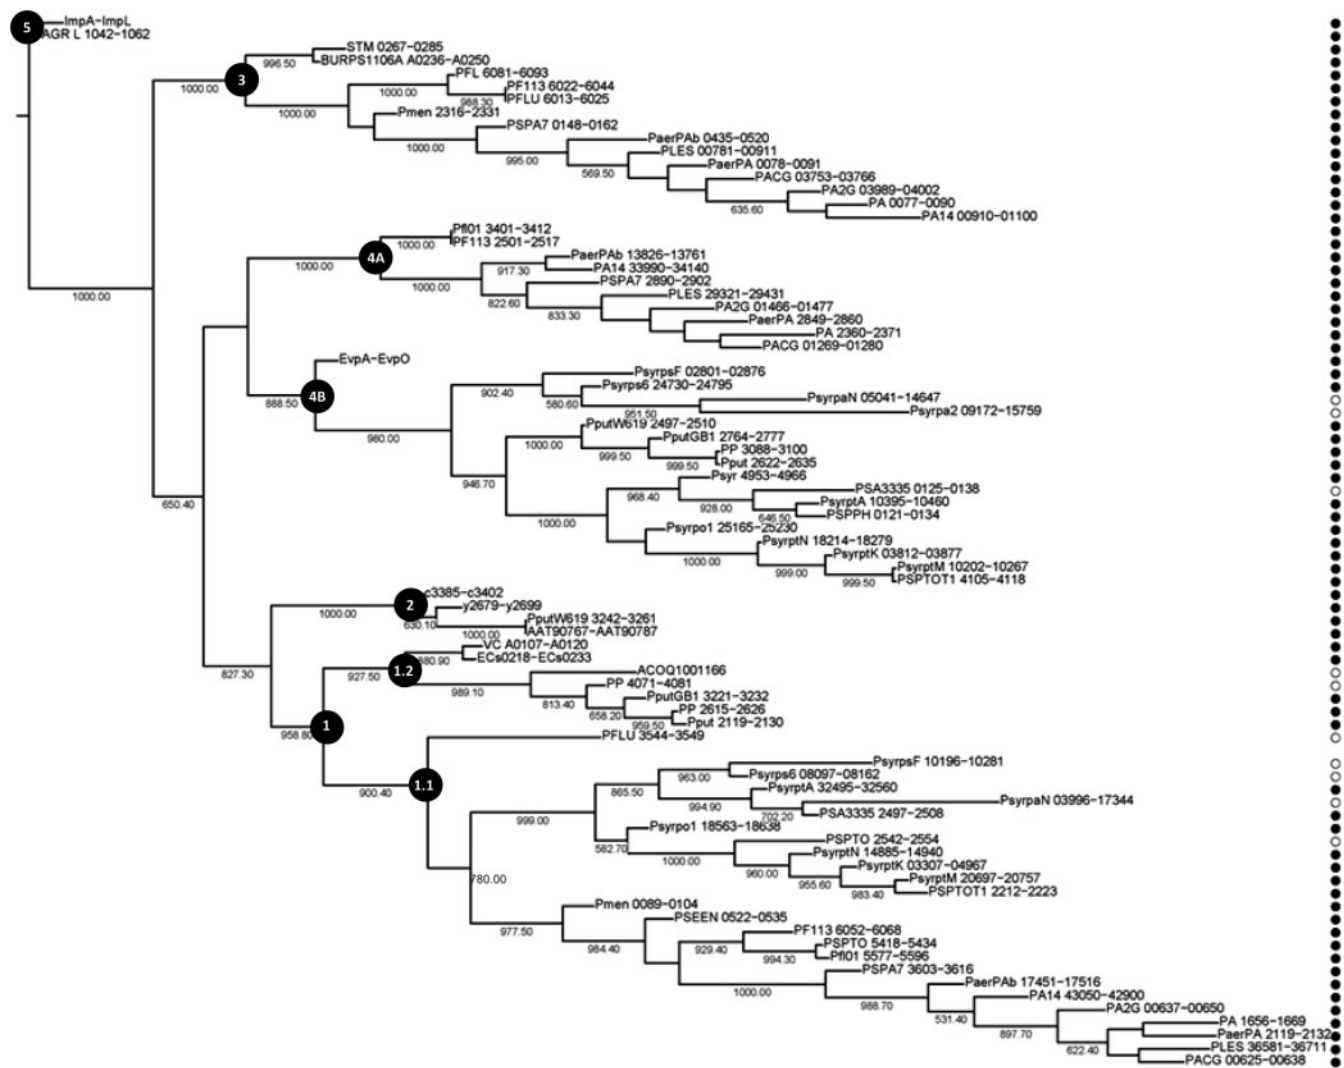 5
ImpA-ImpL
AGR L 1042-1062
STM 0267-0285
996.50
BURPS1106A A0236-A0250
3
PFL 6081-6093
1000.00
PF113 6022-6044
1000.00
988.30
PFLU 6013-6025
1000.00
Pmen 2316-2331
PSPA7 0148-0162
1000.00
PaerPAb 0435-0520
PLES 00781-00911
995.00
PaerPA 0078-0091
569.50
PACG 03753-03766
PA2G 03989-04002
PA 0077-0090
635.60
PA14 00910-01100
Pfl01 3401-3412
1000.00
PF113 2501-2517
4A
PaerPAb 13826-13761
1000.00
917.30
PA14 33990-34140
PSPA7 2890-2902
1000.00
PLES 29321-29431
1000.00
822.60
PA2G 01466-01477
833.30
PaerPA 2849-2860
PA 2360-2371
PACG 01269-01280
EvpA-EvpO
PsyrpsF 02801-02876
Psyrps6 24730-24795
902.40
4B
PsyrpaN 05041-14647
888.50
580.60
951.50
Psyrpa2 09172-15759
PputW619 2497-2510
980.00
PputGB1 2764-2777
1000.00
PP 3088-3100
999.50
999.50
Pput 2622-2635
Psyr 4953-4966
946.70
PSA3335 0125-0138
968.40
PsyrptA 10395-10460
650.40
928.00
646.50
PSPPH 0121-0134
1000.00
Psyrpo1 25165-25230
PsyrptN 18214-18279
PsyrptK 03812-03877
1000.00
PsyrptM 10202-10267
999.00
999.50
PSPTOT1 4105-4118
c3385-c3402
2
y2679-y2699
1000.00
PputW619 3242-3261
630.10
1000.00
AAT90767-AAT90787
VC A0107-A0120
880.90
ECs0218-ECs0233
1.2
ACOQ1001166
827.30
927.50
PP 4071-4081
989.10
PputGB1 3221-3232
813.40
PP 2615-2626
658.20
959.50
Pput 2119-2130
1
958.80
PFLU 3544-3549
PsyrpsF 10196-10281
963.00
Psyrps6 08097-08162
1.1
900.40
865.50
PsyrptA 32495-32560
PsyrpaN 03996-17344
994.90
702.20
PSA3335 2497-2508
999.00
Psyrpo1 18563-18638
PSPTO 2542-2554
582.70
PsyrptN 14885-14940
1000.00
PsyrptK 03307-04967
960.00
PsyrptM 20697-20757
780.00
955.60
983.40
PSPTOT1 2212-2223
Pmen 0089-0104
PSEEN 0522-0535
977.50
PF113 6052-6068
984.40
929.40
PSPTO 5418-5434
994.30
Pfl01 5577-5596
PSPA7 3603-3616
PaerPAb 17451-17516
1000.00
PA14 43050-42900
988.70
PA2G 00637-00650
531.40
PA 1656-1669
897.70
PaerPA 2119-2132
PLES 36581-36711
622.40
PACG 00625-00638